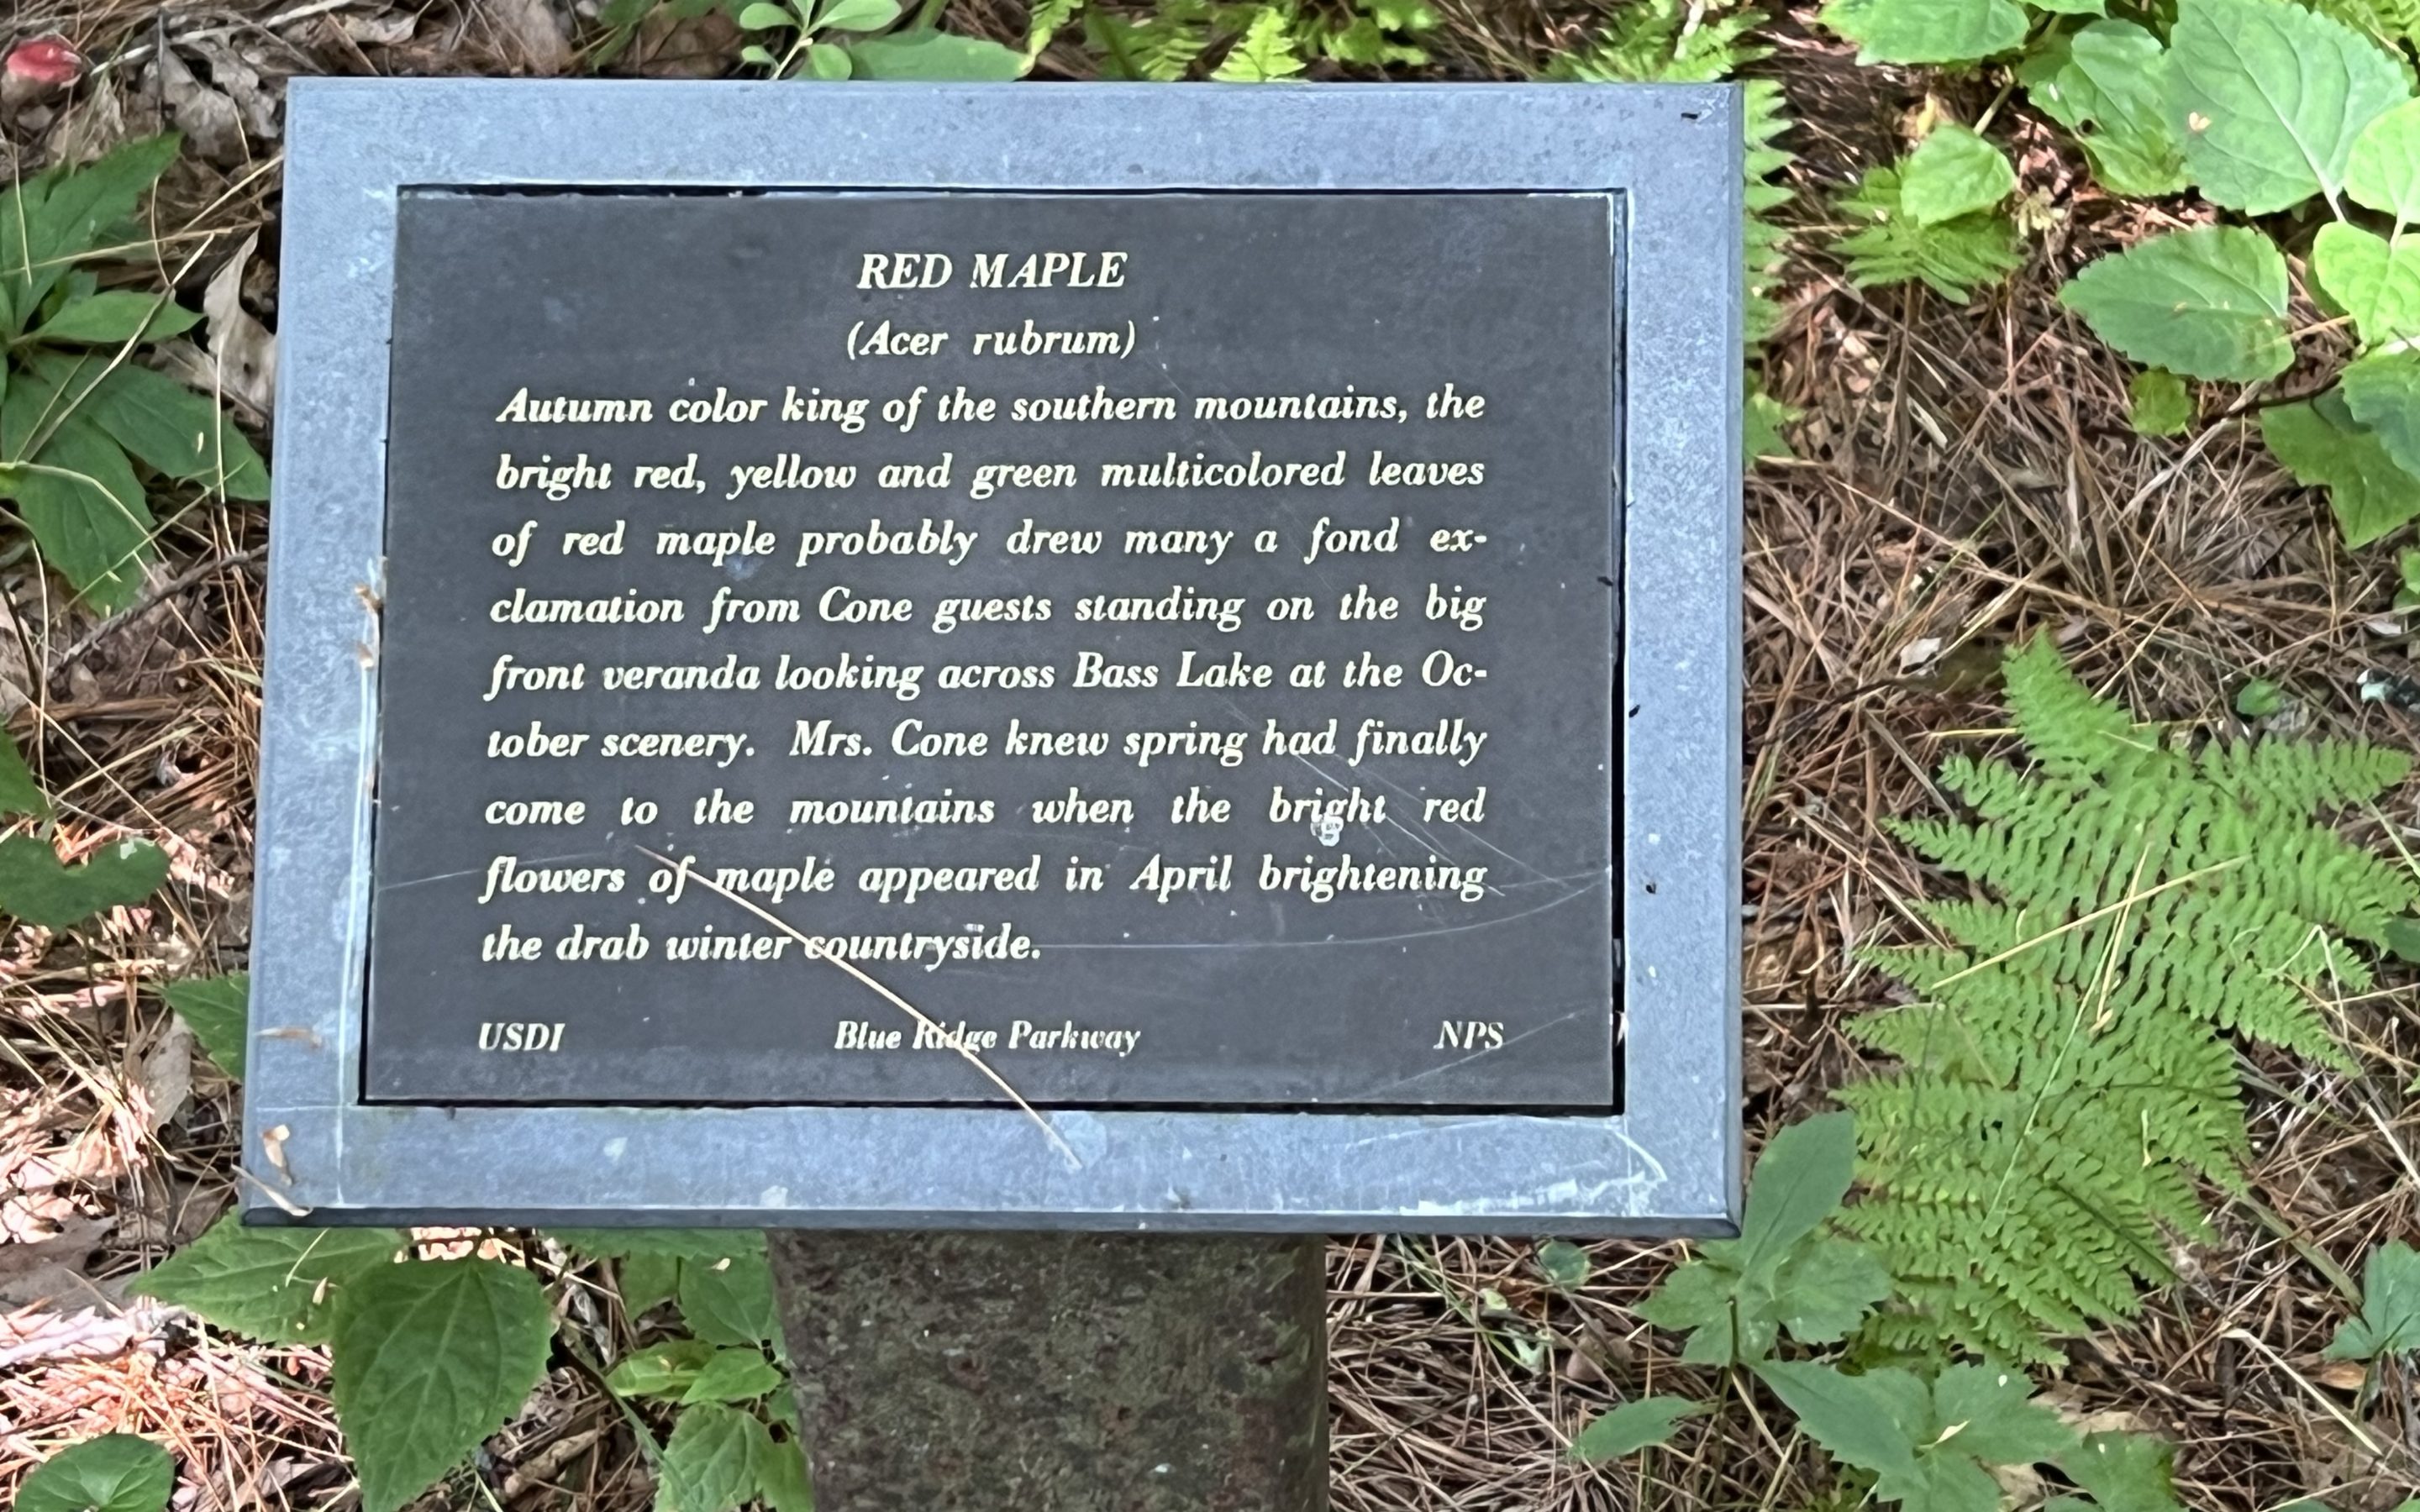 RED MAPLE
(Acer rubrum)
Autumn color king of the southern mountains, the
bright red, yellow and green multicolored leaves
of red maple probably drew many a fond ex-
clamation from Cone guests standing on the big
front veranda looking across Bass Lake at the Oc-
tober scenery. Mrs. Cone knew spring had finally
come to the mountains when the bright red
flowers of maple appeared in April brightening
the drab winter countryside.
USDI Blue Ridge Parkway NPS